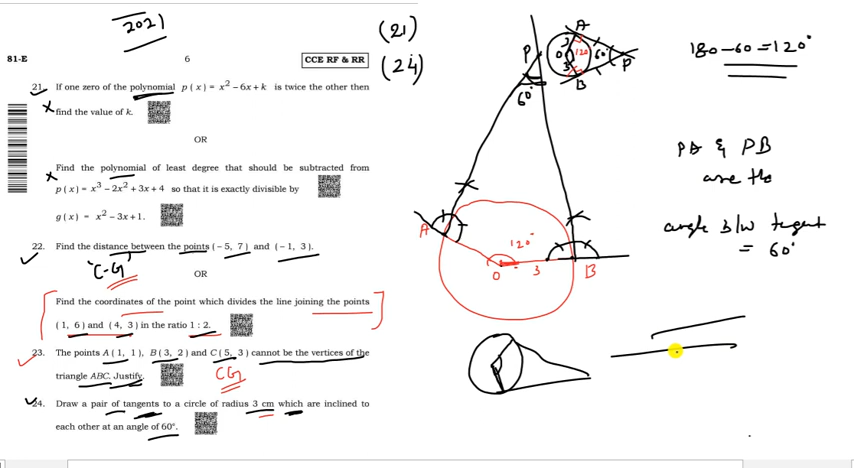 2021
(21)
(24)
81-E
6
CCE RF & RR
21. If one zero of the polynomial p ( x ) = x² – 6x + k is twice the other then
find the value of k.
OR
Find the polynomial of least degree that should be subtracted from
p ( x ) = x³ – 2x² + 3x + 4 so that it is exactly divisible by
g ( x ) = x² – 3x + 1.
22. Find the distance between the points ( – 5, 7 ) and ( – 1, 3 ).
"C-G"
OR
Find the coordinates of the point which divides the line joining the points
( 1, 6 ) and ( 4, 3 ) in the ratio 1 : 2.
23. The points A ( 1, 1 ), B ( 3, 2 ) and C ( 5, 3 ) cannot be the vertices of the
triangle ABC. Justify.
CG
24. Draw a pair of tangents to a circle of radius 3 cm which are inclined to
each other at an angle of 60°.
A
3
P
O
120
60°
P
3
B
60°
A
120°
O
3
B
180-60=120°
PA & PB
are the
angle b/w tangent
= 60°